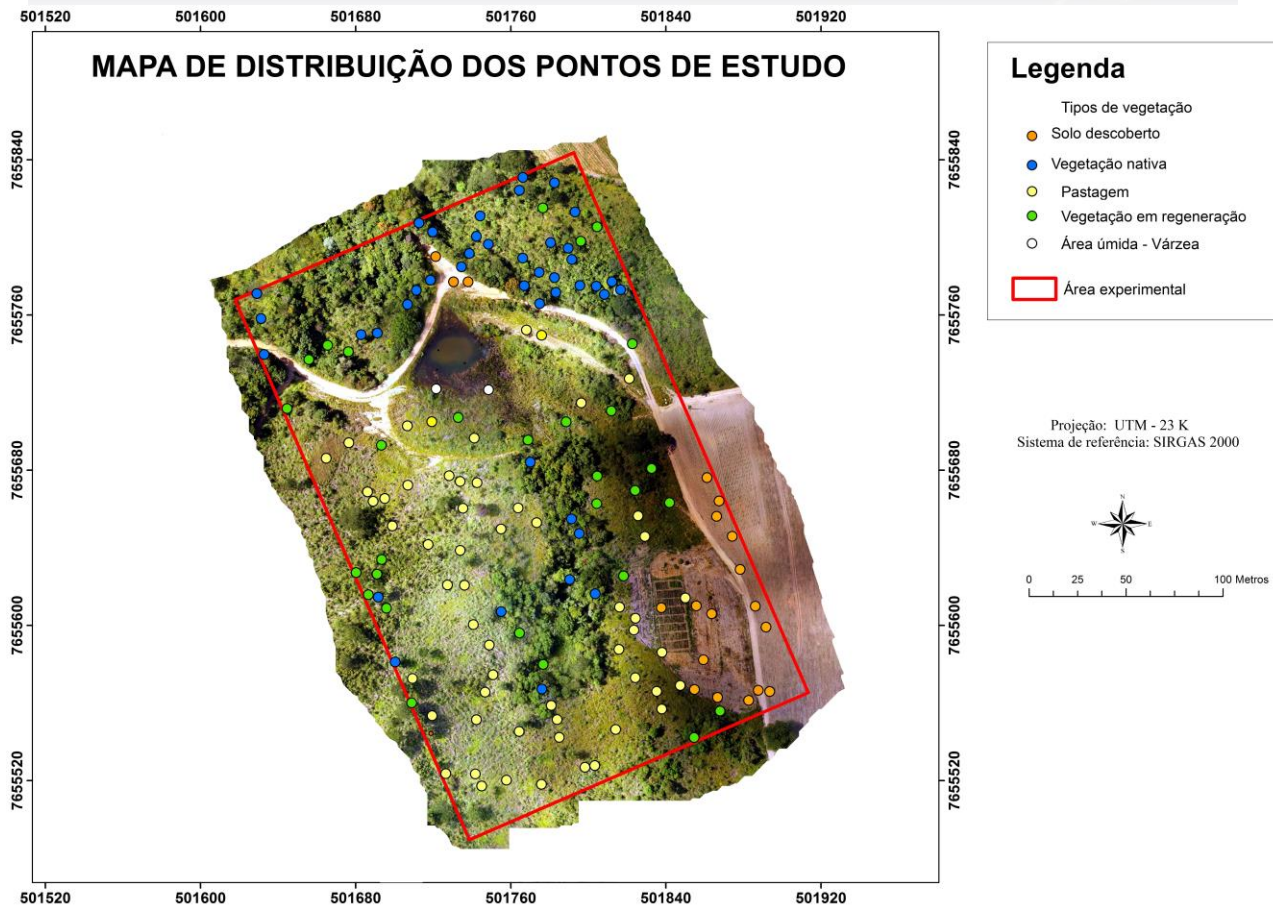 501520 501600 501680 501760 501840 501920
MAPA DE DISTRIBUIÇÃO DOS PONTOS DE ESTUDO
7655840
7655760
7655680
7655600
7655520
7655840
7655760
7655680
7655600
7655520
501520 501600 501680 501760 501840 501920
Legenda
Tipos de vegetação
Solo descoberto
Vegetação nativa
Pastagem
Vegetação em regeneração
Área úmida - Várzea
Área experimental
Projeção: UTM - 23 K
Sistema de referência: SIRGAS 2000
N
W E
S
0 25 50 100 Metros